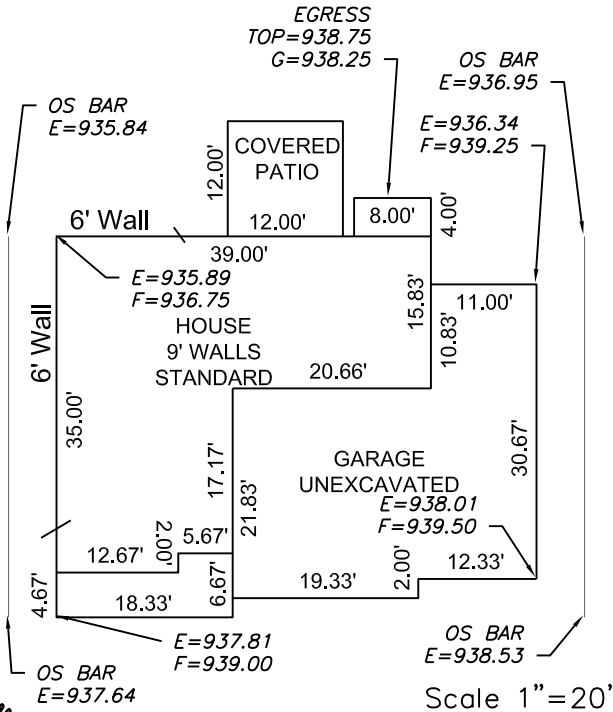 EGRESS
TOP=938.75
G=938.25
OS BAR
E=936.95
OS BAR
E=935.84
E=936.34
F=939.25
COVERED
PATIO
12.00'
12.00'
8.00'
4.00'
6' Wall
39.00'
E=935.89
F=936.75
11.00'
15.83'
10.83'
HOUSE
9' WALLS
STANDARD
6' Wall
20.66'
35.00'
30.67'
GARAGE
UNEXCAVATED
17.17'
21.83'
E=938.01
F=939.50
5.67'
2.00'
12.67'
12.33'
2.00'
19.33'
6.67'
4.67'
18.33'
E=937.81
F=939.00
OS BAR
E=938.53
OS BAR
E=937.64
Scale 1"=20'